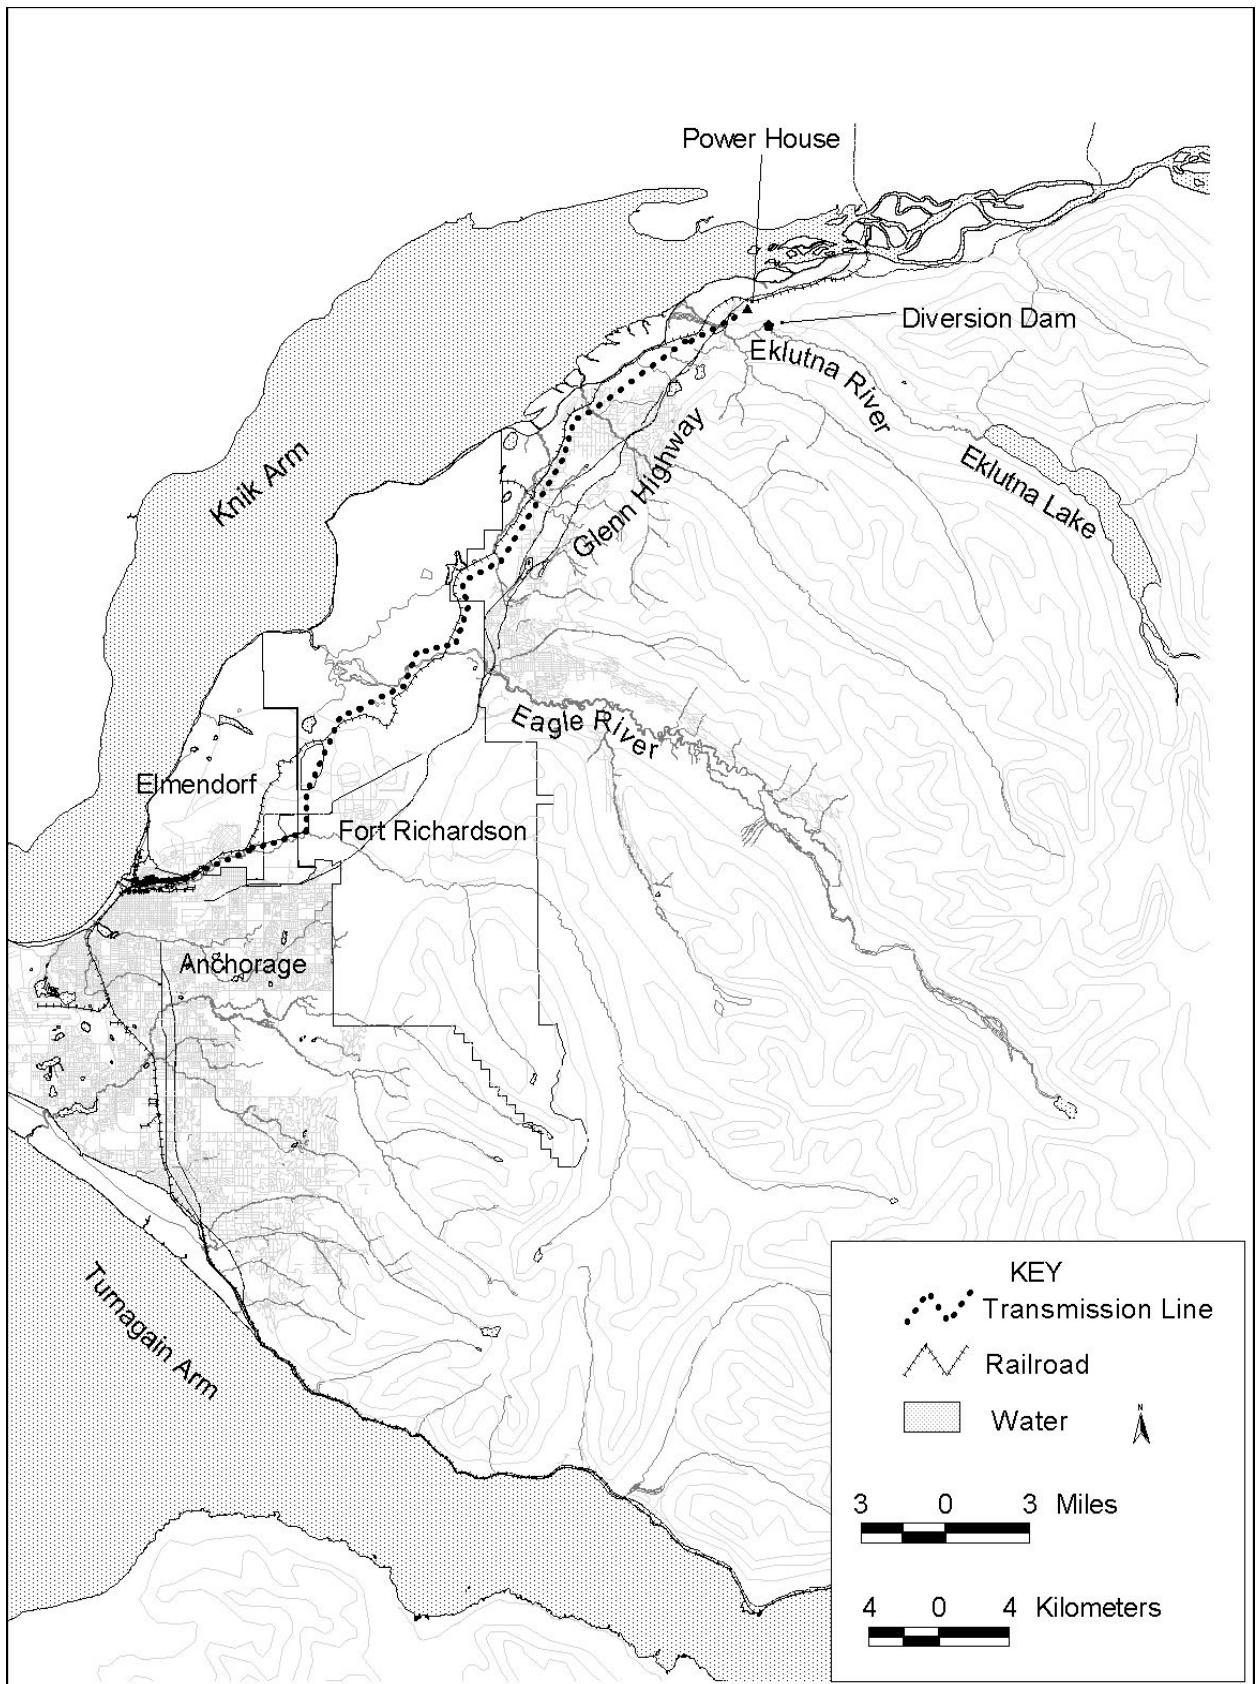 Power House
Diversion Dam
Eklutna River
Eklutna Lake
Knik Arm
Glenn Highway
Eagle River
Elmendorf
Fort Richardson
Anchorage
Turnagain Arm
KEY
Transmission Line
Railroad
Water
N
3 0 3 Miles
4 0 4 Kilometers